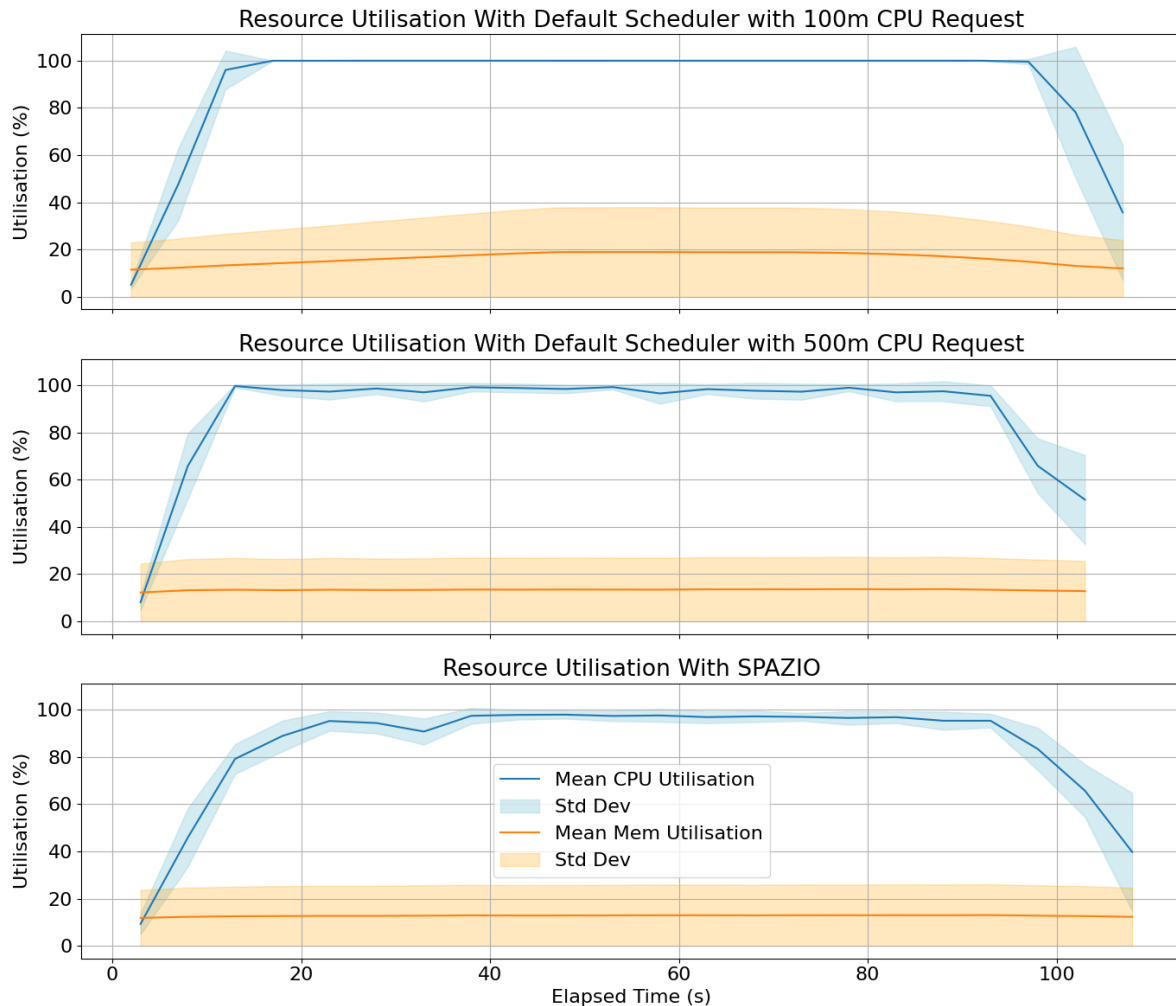 Resource Utilisation With Default Scheduler with 100m CPU Request
100
80
60
40
20
0
Utilisation (%)
Resource Utilisation With Default Scheduler with 500m CPU Request
100
80
60
40
20
0
Utilisation (%)
Resource Utilisation With SPAZIO
100
80
60
40
20
0
Utilisation (%)
Mean CPU Utilisation
Std Dev
Mean Mem Utilisation
Std Dev
0 20 40 60 80 100
Elapsed Time (s)